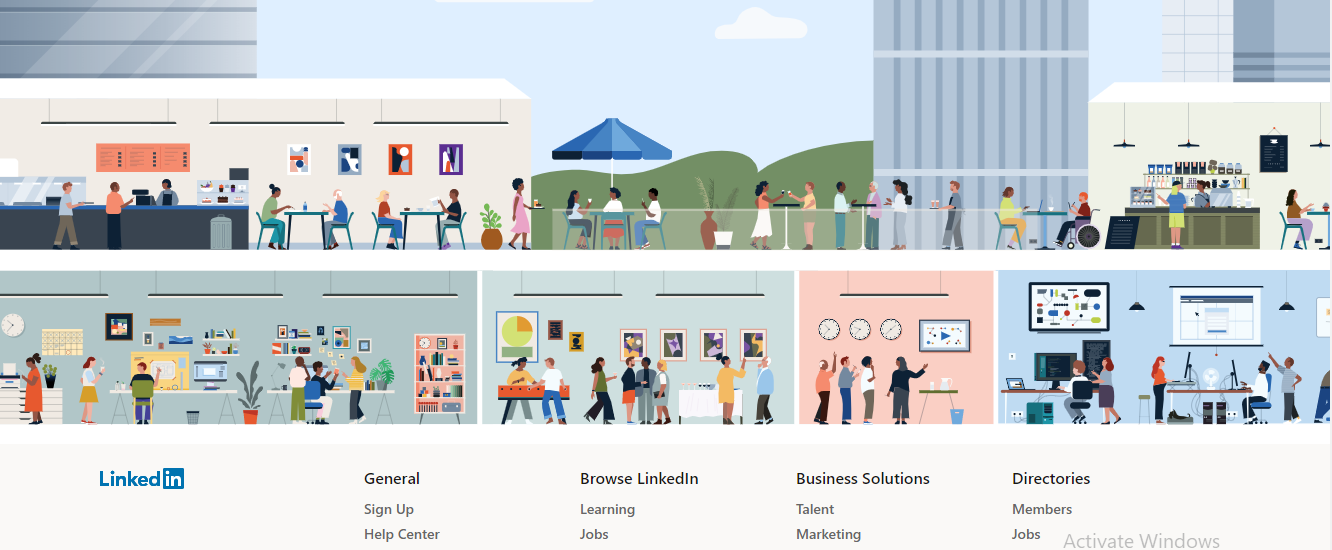 LinkedIn
General
Browse LinkedIn
Business Solutions
Directories
Sign Up
Learning
Talent
Members
Help Center
Jobs
Marketing
Jobs
Activate Windows